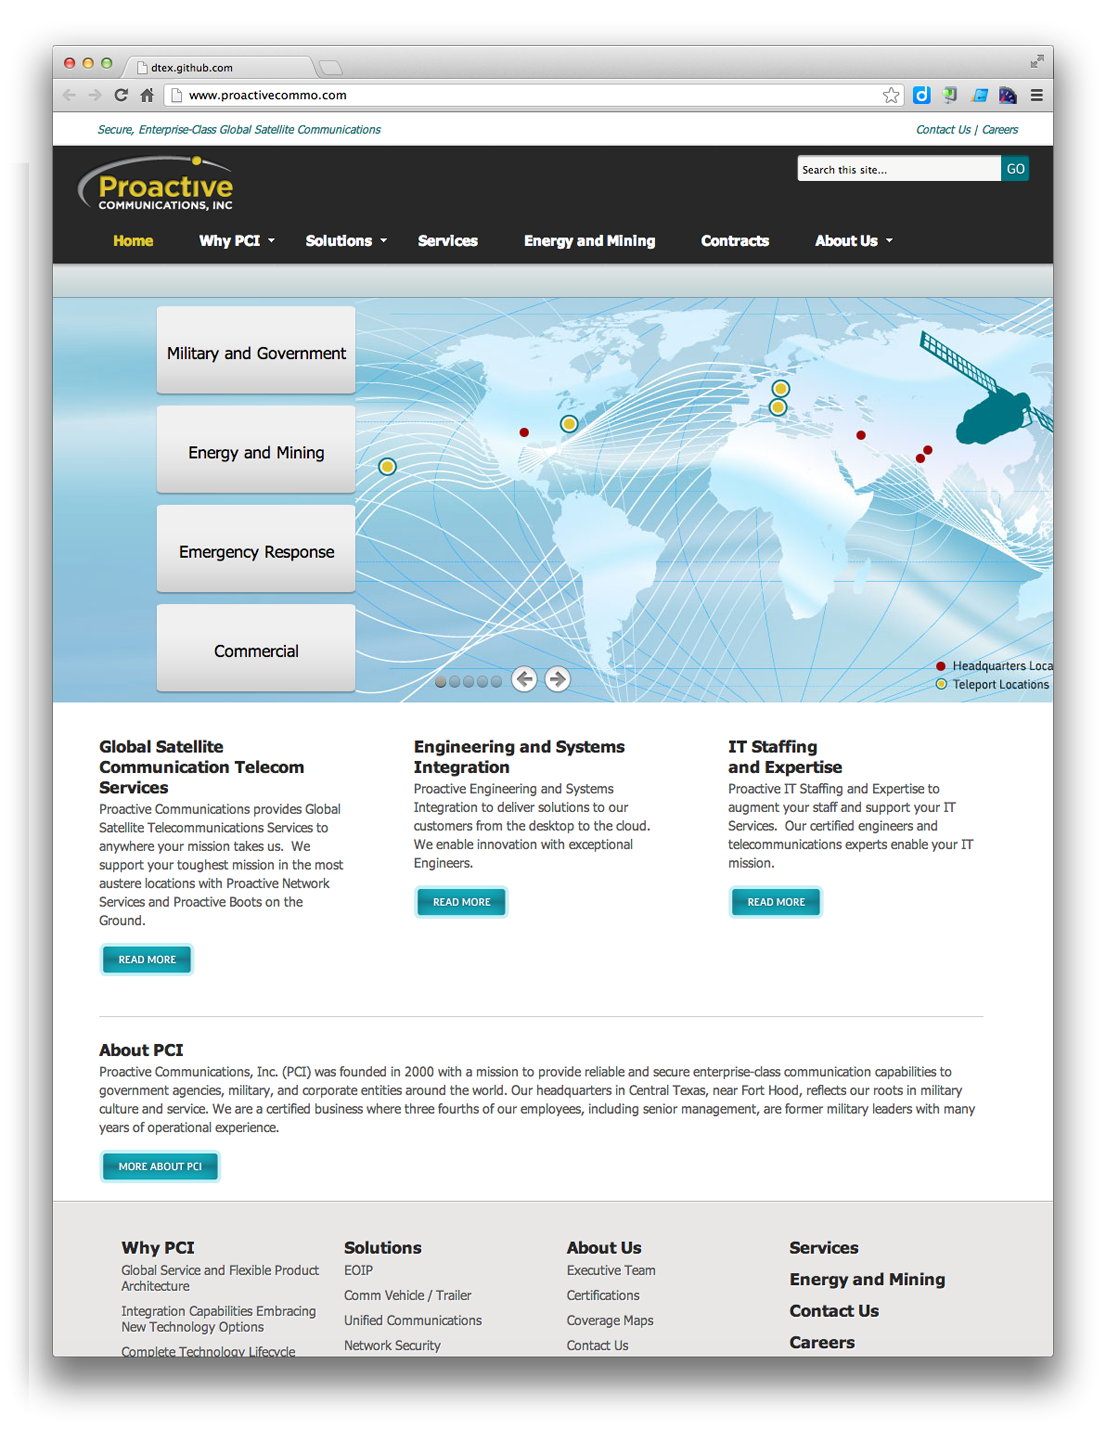 dtex.github.com
www.proactivecommo.com
Secure, Enterprise-Class Global Satellite Communications
Contact Us | Careers
Proactive
COMMUNICATIONS, INC
Search this site...
GO
Home
Why PCI
Solutions
Services
Energy and Mining
Contracts
About Us
Military and Government
Energy and Mining
Emergency Response
Commercial
Headquarters Loca
Teleport Locations
Global Satellite
Communication Telecom
Services
Proactive Communications provides Global
Satellite Telecommunications Services to
anywhere your mission takes us.  We
support your toughest mission in the most
austere locations with Proactive Network
Services and Proactive Boots on the
Ground.
READ MORE
Engineering and Systems
Integration
Proactive Engineering and Systems
Integration to deliver solutions to our
customers from the desktop to the cloud.
We enable innovation with exceptional
Engineers.
READ MORE
IT Staffing
and Expertise
Proactive IT Staffing and Expertise to
augment your staff and support your IT
Services.  Our certified engineers and
telecommunications experts enable your IT
mission.
READ MORE
About PCI
Proactive Communications, Inc. (PCI) was founded in 2000 with a mission to provide reliable and secure enterprise-class communication capabilities to
government agencies, military, and corporate entities around the world. Our headquarters in Central Texas, near Fort Hood, reflects our roots in military
culture and service. We are a certified business where three fourths of our employees, including senior management, are former military leaders with many
years of operational experience.
MORE ABOUT PCI
Why PCI
Global Service and Flexible Product
Architecture
Integration Capabilities Embracing
New Technology Options
Complete Technology Lifecycle
Solutions
EOIP
Comm Vehicle / Trailer
Unified Communications
Network Security
About Us
Executive Team
Certifications
Coverage Maps
Contact Us
Services
Energy and Mining
Contact Us
Careers